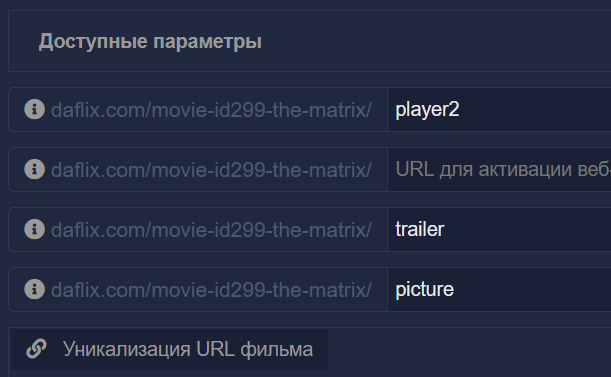 Доступные параметры
daflix.com/movie-id299-the-matrix/ player2
daflix.com/movie-id299-the-matrix/ URL для активации веб-
daflix.com/movie-id299-the-matrix/ trailer
daflix.com/movie-id299-the-matrix/ picture
Уникализация URL фильма